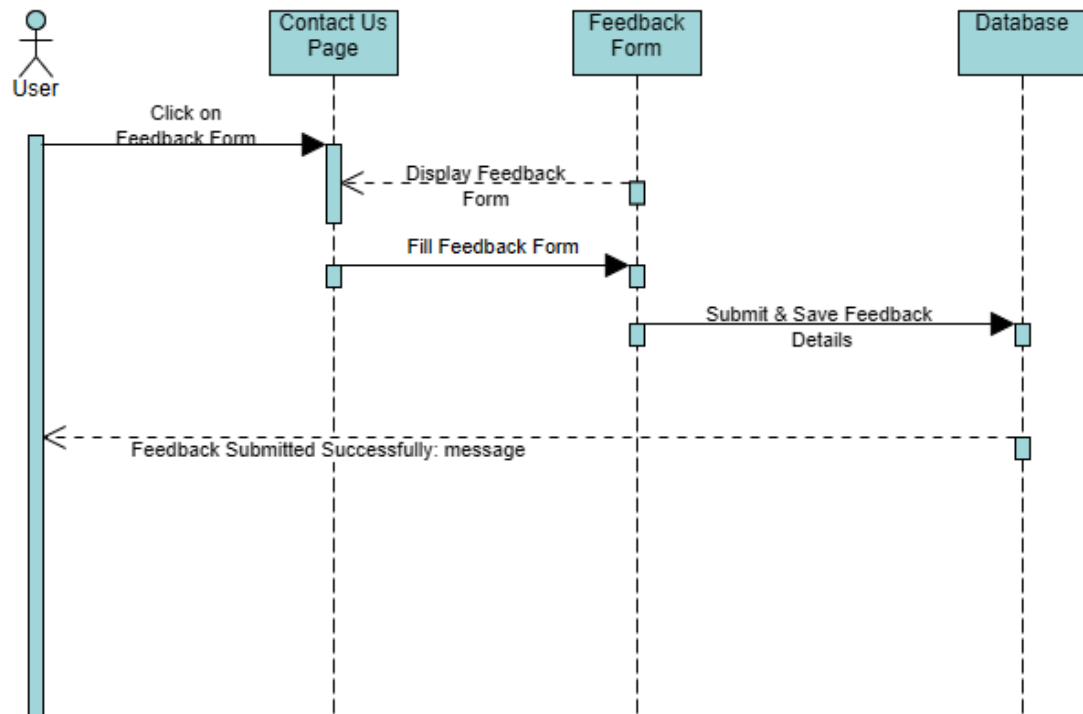 Contact Us
Page
Feedback
Form
Database
User
Click on
Feedback Form
Display Feedback
Form
Fill Feedback Form
Submit & Save Feedback
Details
Feedback Submitted Successfully: message